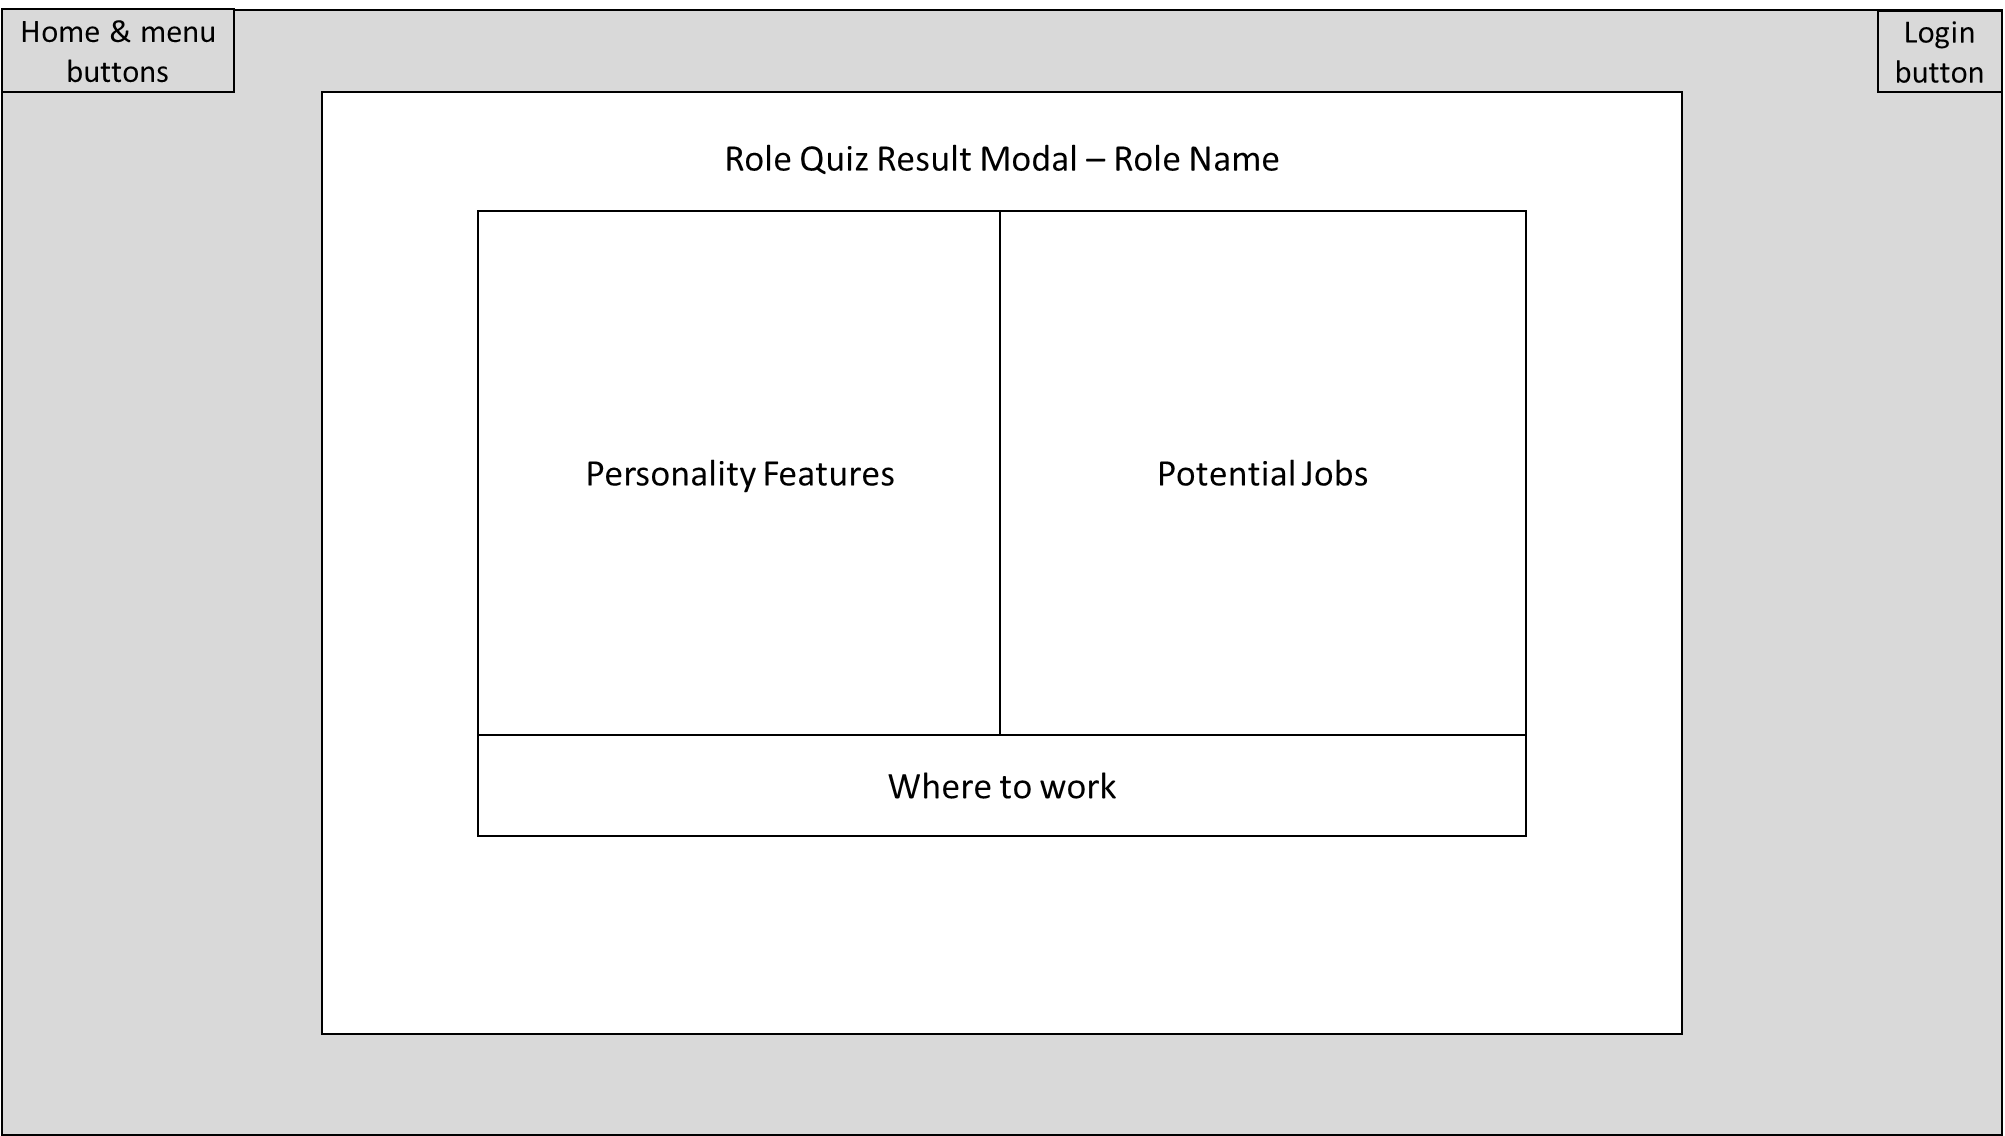 Home & menu
buttons
Login
button
Role Quiz Result Modal – Role Name
Personality Features
Potential Jobs
Where to work